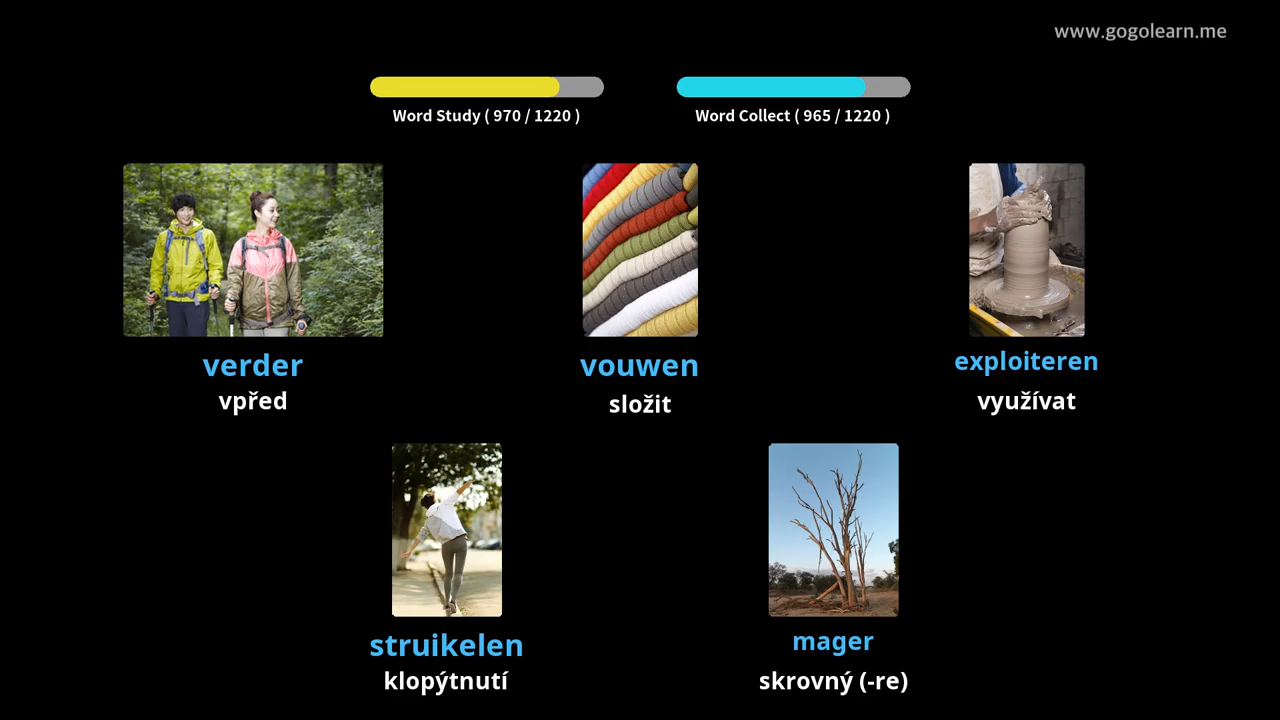 www.gogolearn.me
Word Study ( 970 / 1220 )
Word Collect ( 965 / 1220 )
verder
vpřed
vouwen
složit
exploiteren
využívat
struikelen
klopýtnutí
mager
skrovný (-re)